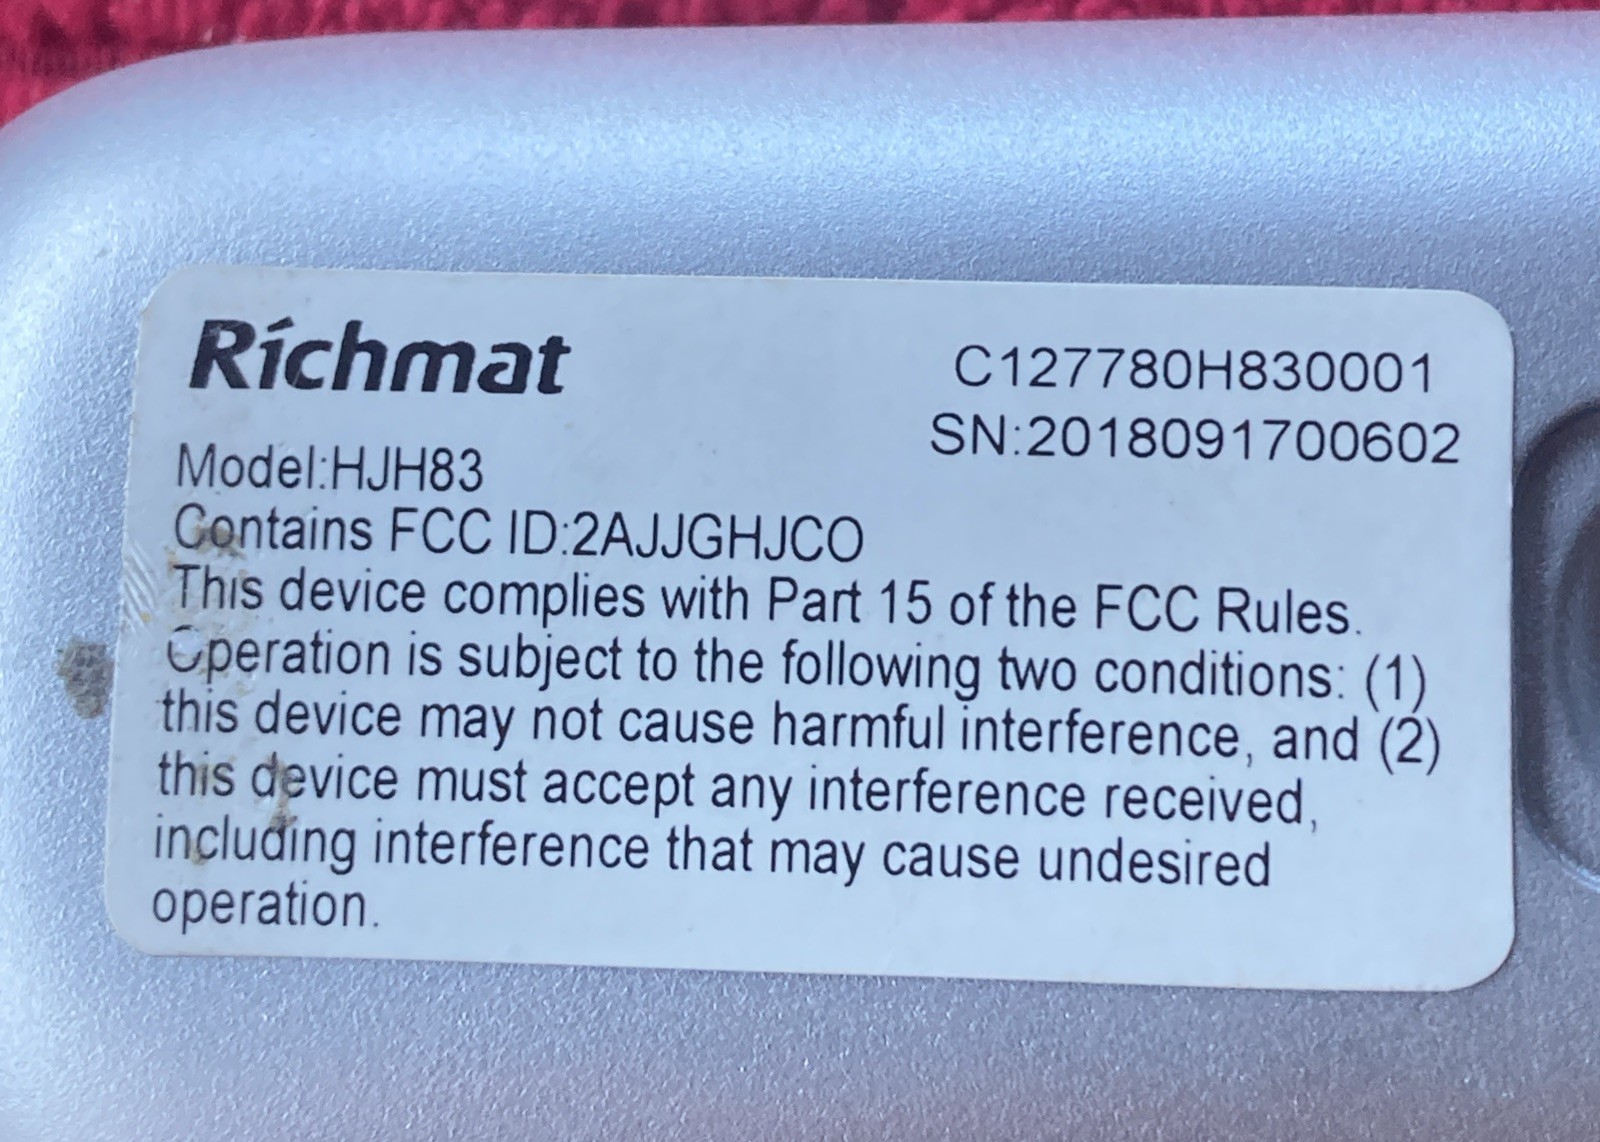 Richmat
C127780H830001
SN:2018091700602
Model:HJH83
Contains FCC ID:2AJJGHJCO
This device complies with Part 15 of the FCC Rules.
Operation is subject to the following two conditions: (1)
this device may not cause harmful interference, and (2)
this device must accept any interference received,
including interference that may cause undesired
operation.